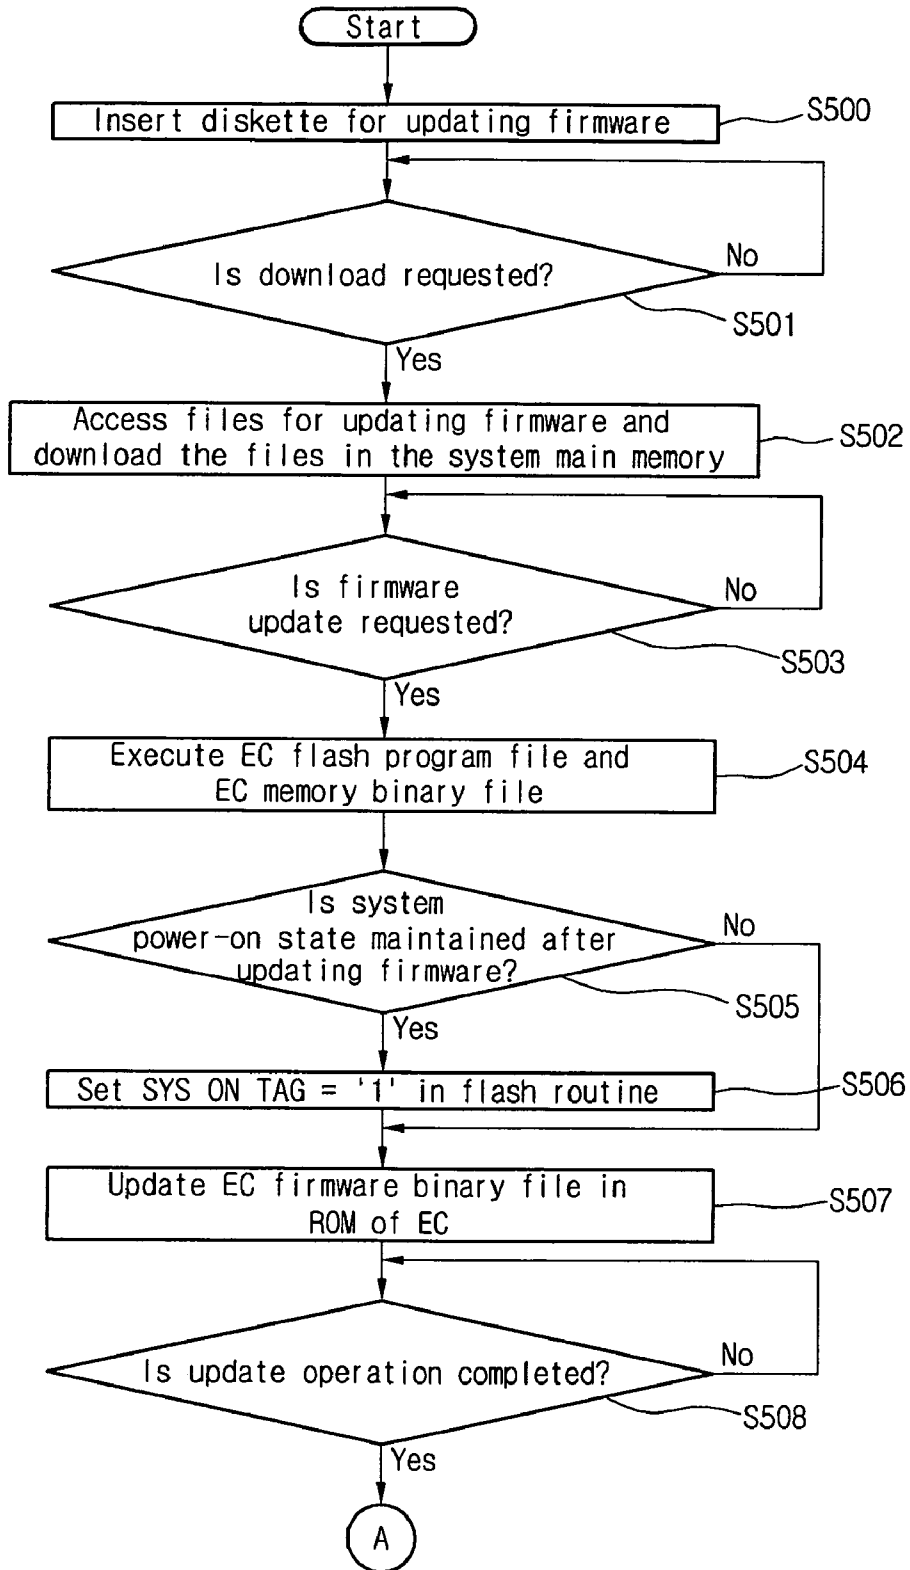 Start
Insert diskette for updating firmware
S500
Is download requested?
No
S501
Yes
Access files for updating firmware and
download the files in the system main memory
S502
Is firmware
update requested?
No
S503
Yes
Execute EC flash program file and
EC memory binary file
S504
Is system
power-on state maintained after
updating firmware?
No
S505
Yes
Set SYS ON TAG = '1' in flash routine
S506
Update EC firmware binary file in
ROM of EC
S507
Is update operation completed?
No
S508
Yes
A